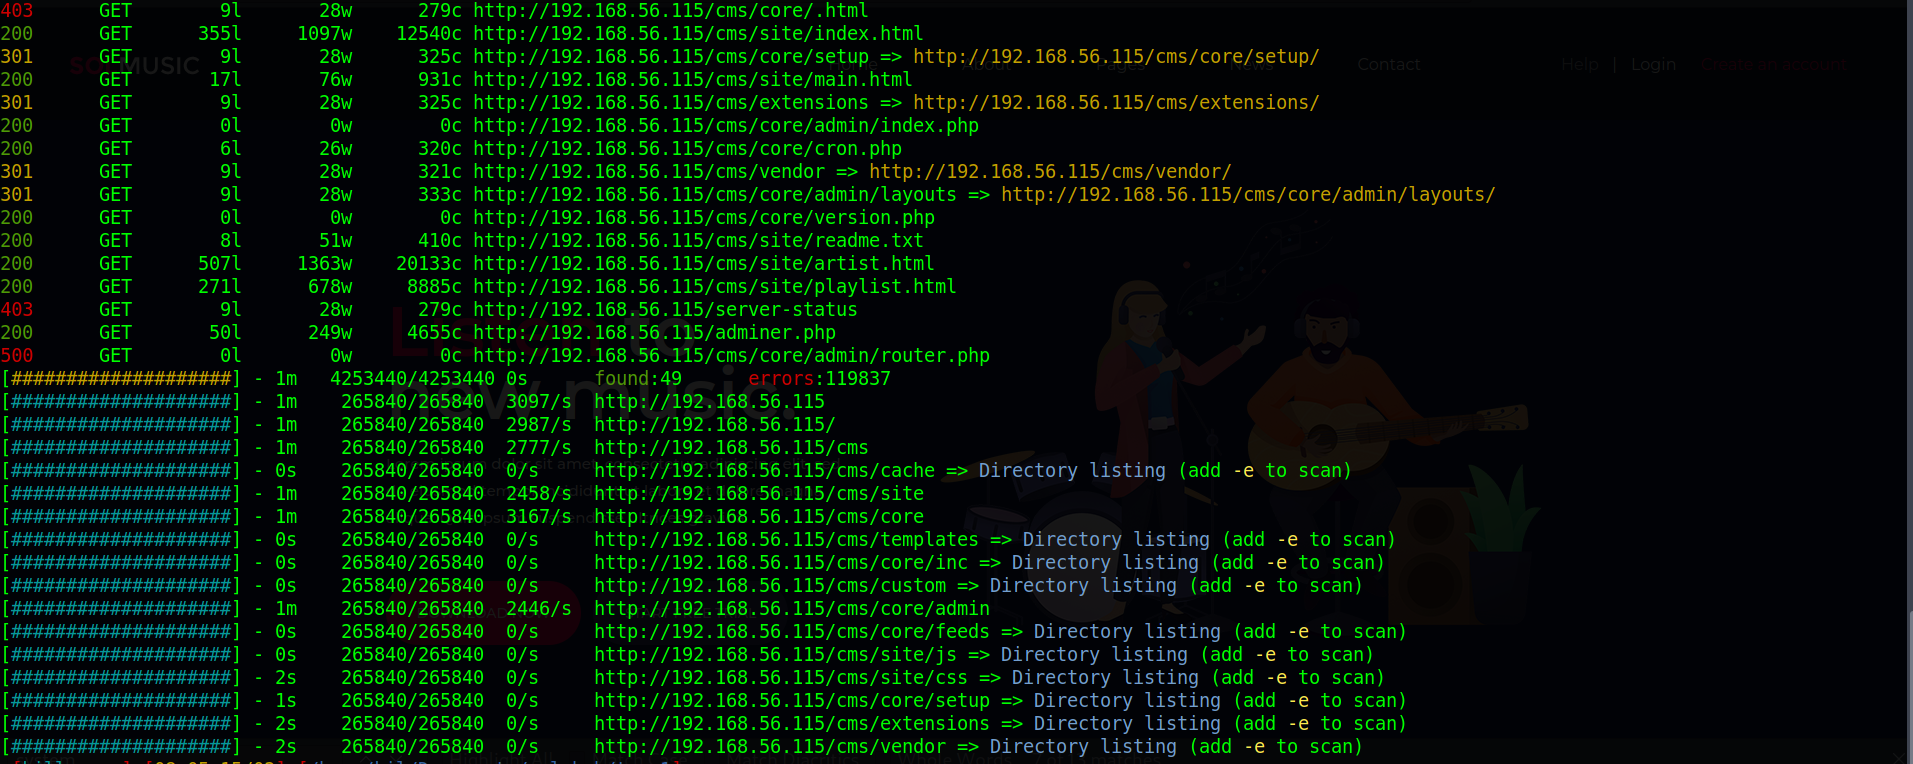 403 GET 9l 28w 279c http://192.168.56.115/cms/core/.html
200 GET 355l 1097w 12540c http://192.168.56.115/cms/site/index.html
301 GET 9l 28w 325c http://192.168.56.115/cms/core/setup => http://192.168.56.115/cms/core/setup/
200 GET 17l 76w 931c http://192.168.56.115/cms/site/main.html
MUSIC About Pages News Contact Help | Login Create an account
301 GET 9l 28w 325c http://192.168.56.115/cms/extensions => http://192.168.56.115/cms/extensions/
200 GET 0l 0w 0c http://192.168.56.115/cms/core/admin/index.php
200 GET 6l 26w 320c http://192.168.56.115/cms/core/cron.php
301 GET 9l 28w 321c http://192.168.56.115/cms/vendor => http://192.168.56.115/cms/vendor/
301 GET 9l 28w 333c http://192.168.56.115/cms/core/admin/layouts => http://192.168.56.115/cms/core/admin/layouts/
200 GET 0l 0w 0c http://192.168.56.115/cms/core/version.php
200 GET 8l 51w 410c http://192.168.56.115/cms/site/readme.txt
200 GET 507l 1363w 20133c http://192.168.56.115/cms/site/artist.html
200 GET 271l 678w 8885c http://192.168.56.115/cms/site/playlist.html
403 GET 9l 28w 279c http://192.168.56.115/server-status
200 GET 50l 249w 4655c http://192.168.56.115/adminer.php
500 GET 0l 0w 0c http://192.168.56.115/cms/core/admin/router.php
to
new music.
[####################] - 1m 4253440/4253440 0s found:49 errors:119837
[####################] - 1m 265840/265840 3097/s http://192.168.56.115
[####################] - 1m 265840/265840 2987/s http://192.168.56.115/
[####################] - 1m 265840/265840 2777/s http://192.168.56.115/cms
[####################] - 0s 265840/265840 0/s http://192.168.56.115/cms/cache => Directory listing (add -e to scan)
[####################] - 1m 265840/265840 2458/s http://192.168.56.115/cms/site
[####################] - 1m 265840/265840 3167/s http://192.168.56.115/cms/core
[####################] - 0s 265840/265840 0/s http://192.168.56.115/cms/templates => Directory listing (add -e to scan)
[####################] - 0s 265840/265840 0/s http://192.168.56.115/cms/core/inc => Directory listing (add -e to scan)
[####################] - 0s 265840/265840 0/s http://192.168.56.115/cms/custom => Directory listing (add -e to scan)
[####################] - 1m 265840/265840 2446/s http://192.168.56.115/cms/core/admin
[####################] - 0s 265840/265840 0/s http://192.168.56.115/cms/core/feeds => Directory listing (add -e to scan)
[####################] - 0s 265840/265840 0/s http://192.168.56.115/cms/site/js => Directory listing (add -e to scan)
[####################] - 2s 265840/265840 0/s http://192.168.56.115/cms/site/css => Directory listing (add -e to scan)
[####################] - 1s 265840/265840 0/s http://192.168.56.115/cms/core/setup => Directory listing (add -e to scan)
[####################] - 2s 265840/265840 0/s http://192.168.56.115/cms/extensions => Directory listing (add -e to scan)
[####################] - 2s 265840/265840 0/s http://192.168.56.115/cms/vendor => Directory listing (add -e to scan)